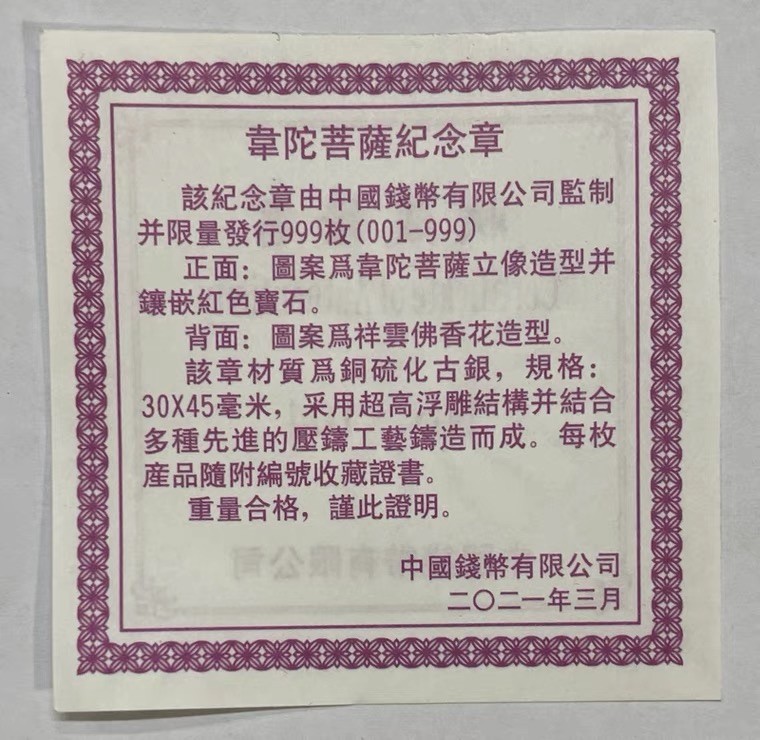 韋陀菩薩紀念章
該紀念章由中國錢幣有限公司監制
并限量發行999枚(001-999)
正面：圖案爲韋陀菩薩立像造型并
鑲嵌紅色寶石。
背面：圖案爲祥雲佛香花造型。
該章材質爲銅硫化古銀，規格：
30X45毫米，采用超高浮雕結構并結合
多種先進的壓鑄工藝鑄造而成。每枚
産品隨附編號收藏證書。
重量合格，謹此證明。
中國錢幣有限公司
二〇二一年三月